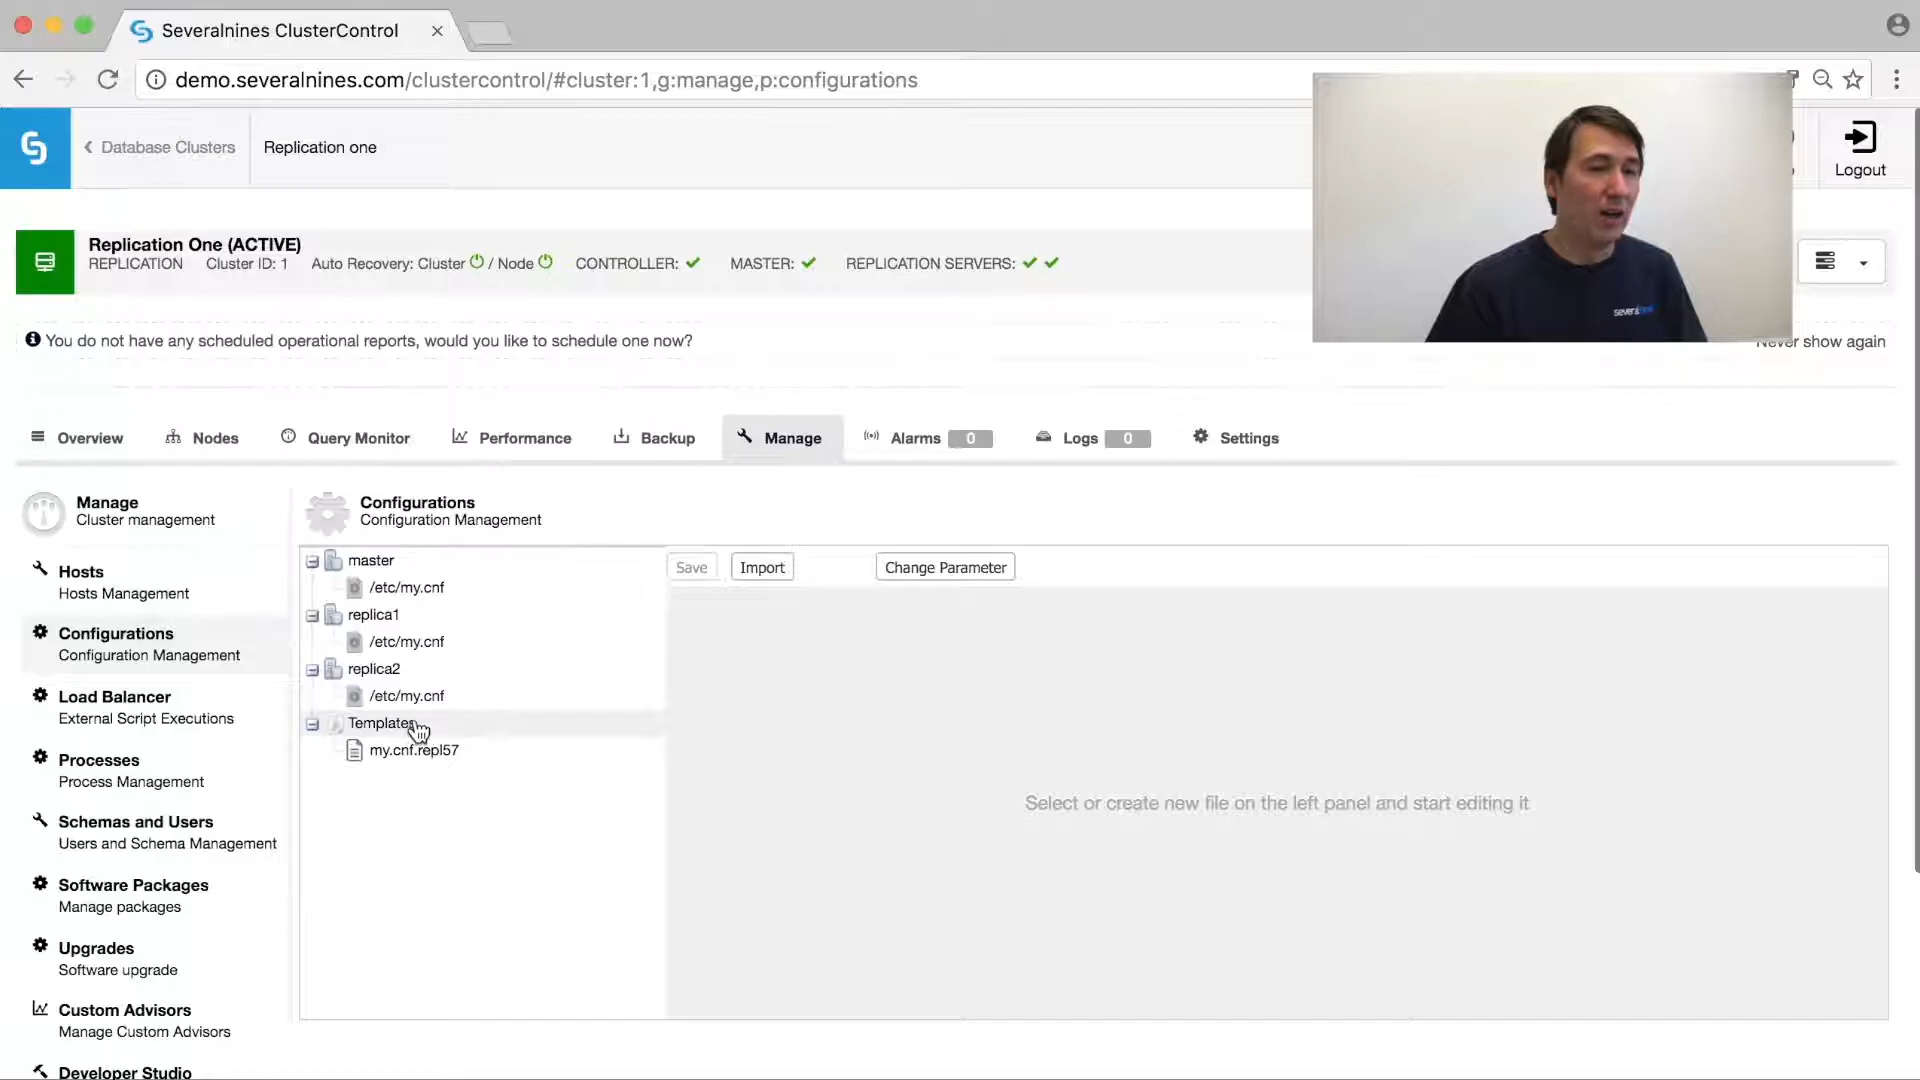 Severalnines ClusterControl
demo.severalnines.com/clustercontrol/#cluster:1,g:manage,p:configurations
Database Clusters
Replication one
Logout
Replication One (ACTIVE)
REPLICATION Cluster ID: 1 Auto Recovery: Cluster / Node CONTROLLER: MASTER: REPLICATION SERVERS:
You do not have any scheduled operational reports, would you like to schedule one now?
Never show again
Overview Nodes Query Monitor Performance Backup Manage Alarms 0 Logs 0 Settings
Manage
Cluster management
Hosts
Hosts Management
Configurations
Configuration Management
Load Balancer
External Script Executions
Processes
Process Management
Schemas and Users
Users and Schema Management
Software Packages
Manage packages
Upgrades
Software upgrade
Custom Advisors
Manage Custom Advisors
Developer Studio
Configurations
Configuration Management
master
/etc/my.cnf
replica1
/etc/my.cnf
replica2
/etc/my.cnf
Templates
my.cnf.repl57
Save Import Change Parameter
Select or create new file on the left panel and start editing it